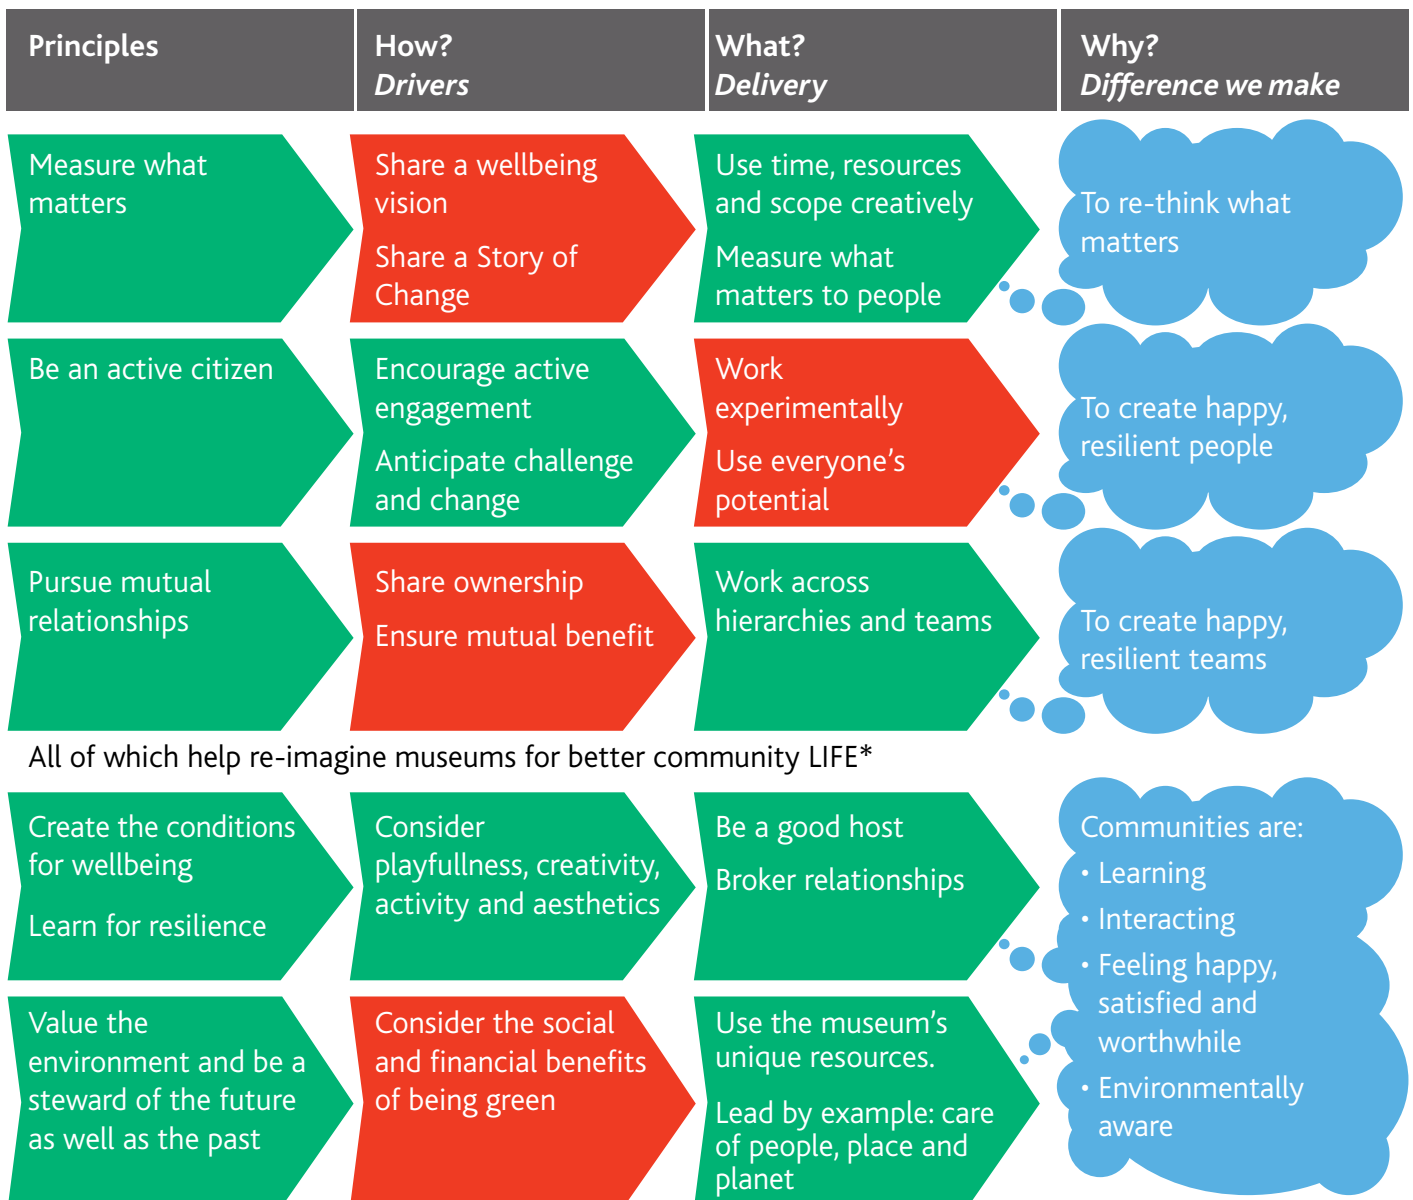 Principles
How?
Drivers
What?
Delivery
Why?
Difference we make
Measure what
matters
Share a wellbeing
vision
Share a Story of
Change
Use time, resources
and scope creatively
Measure what
matters to people
To re-think what
matters
Be an active citizen
Encourage active
engagement
Anticipate challenge
and change
Work
experimentally
Use everyone’s
potential
To create happy,
resilient people
Pursue mutual
relationships
Share ownership
Ensure mutual benefit
Work across
hierarchies and teams
To create happy,
resilient teams
All of which help re-imagine museums for better community LIFE*
Create the conditions
for wellbeing
Learn for resilience
Consider
playfullness, creativity,
activity and aesthetics
Be a good host
Broker relationships
Communities are:
• Learning
• Interacting
• Feeling happy,
satisfied and
worthwhile
• Environmentally
aware
Value the
environment and be a
steward of the future
as well as the past
Consider the social
and financial benefits
of being green
Use the museum’s
unique resources.
Lead by example: care
of people, place and
planet